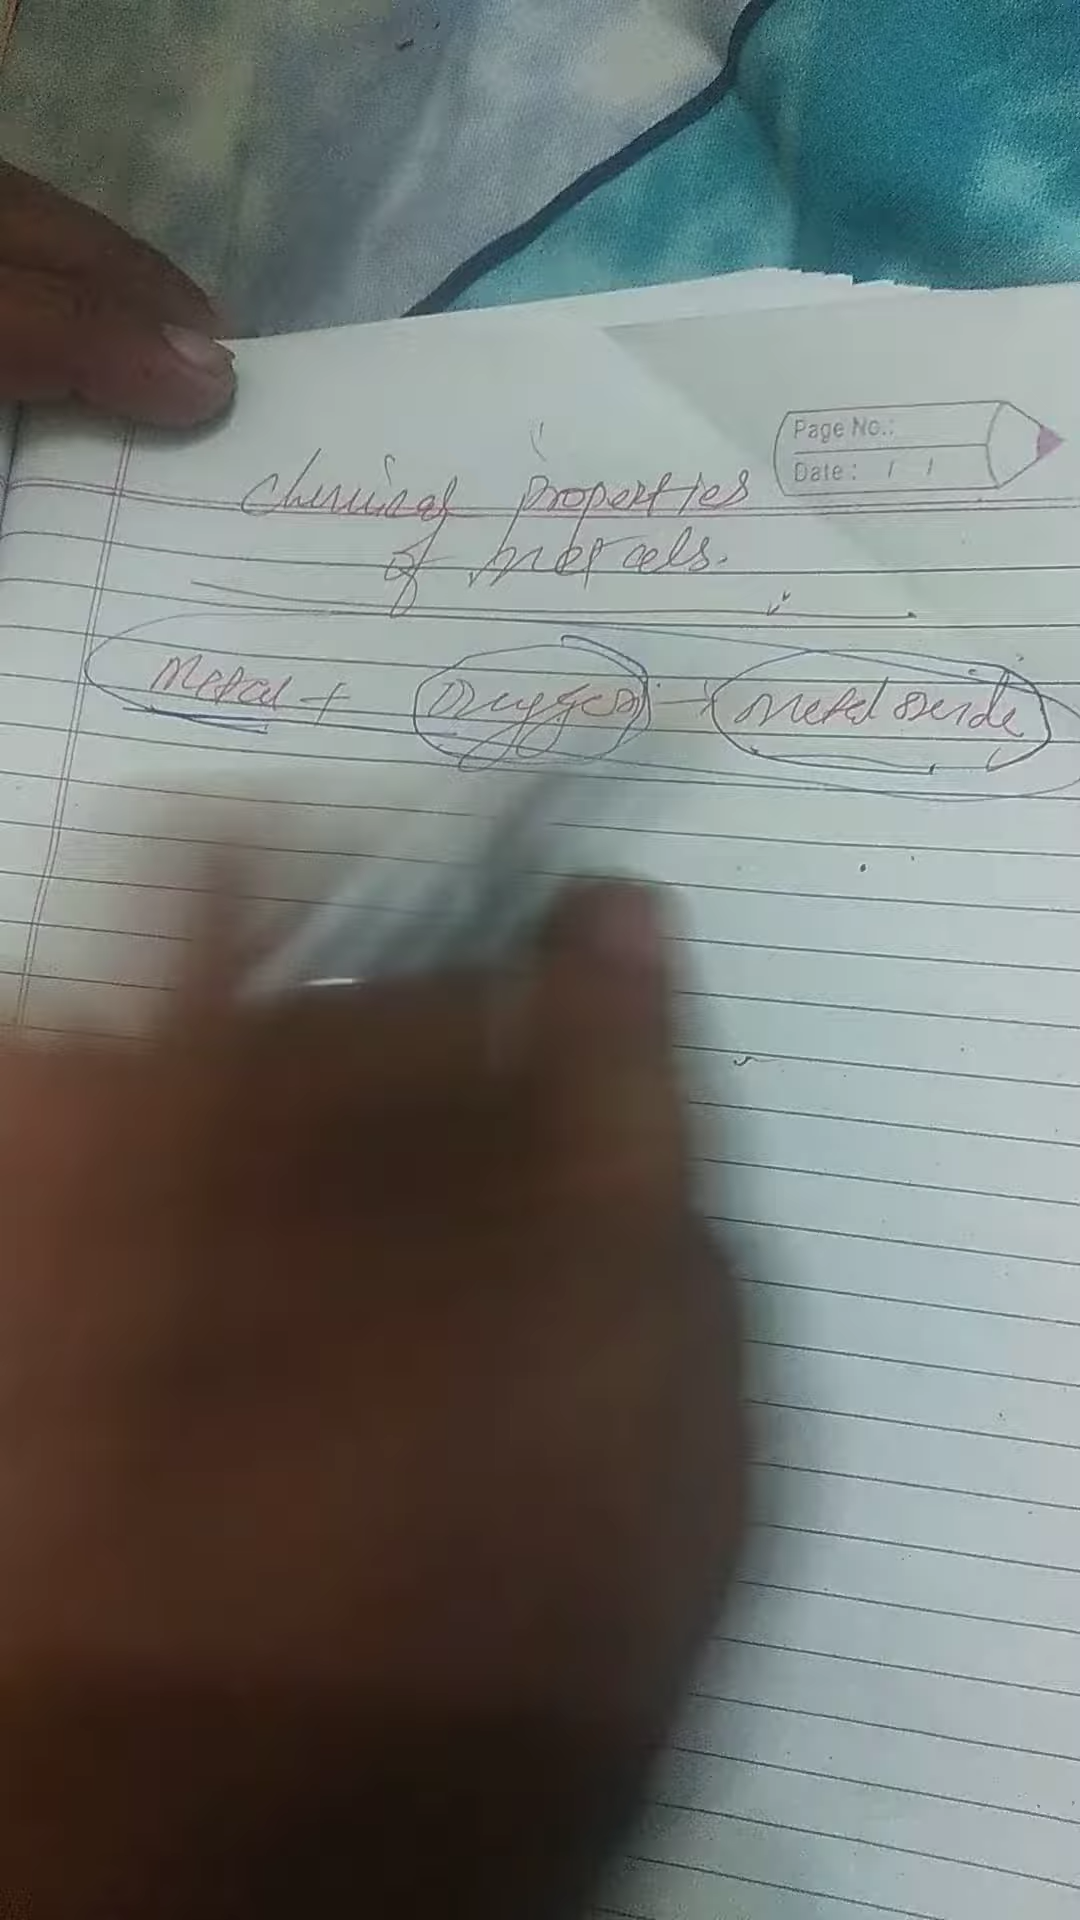 Page No.:
Date : / /
Chemical properties
of metals.
Metal + Oxygen → metal oxide